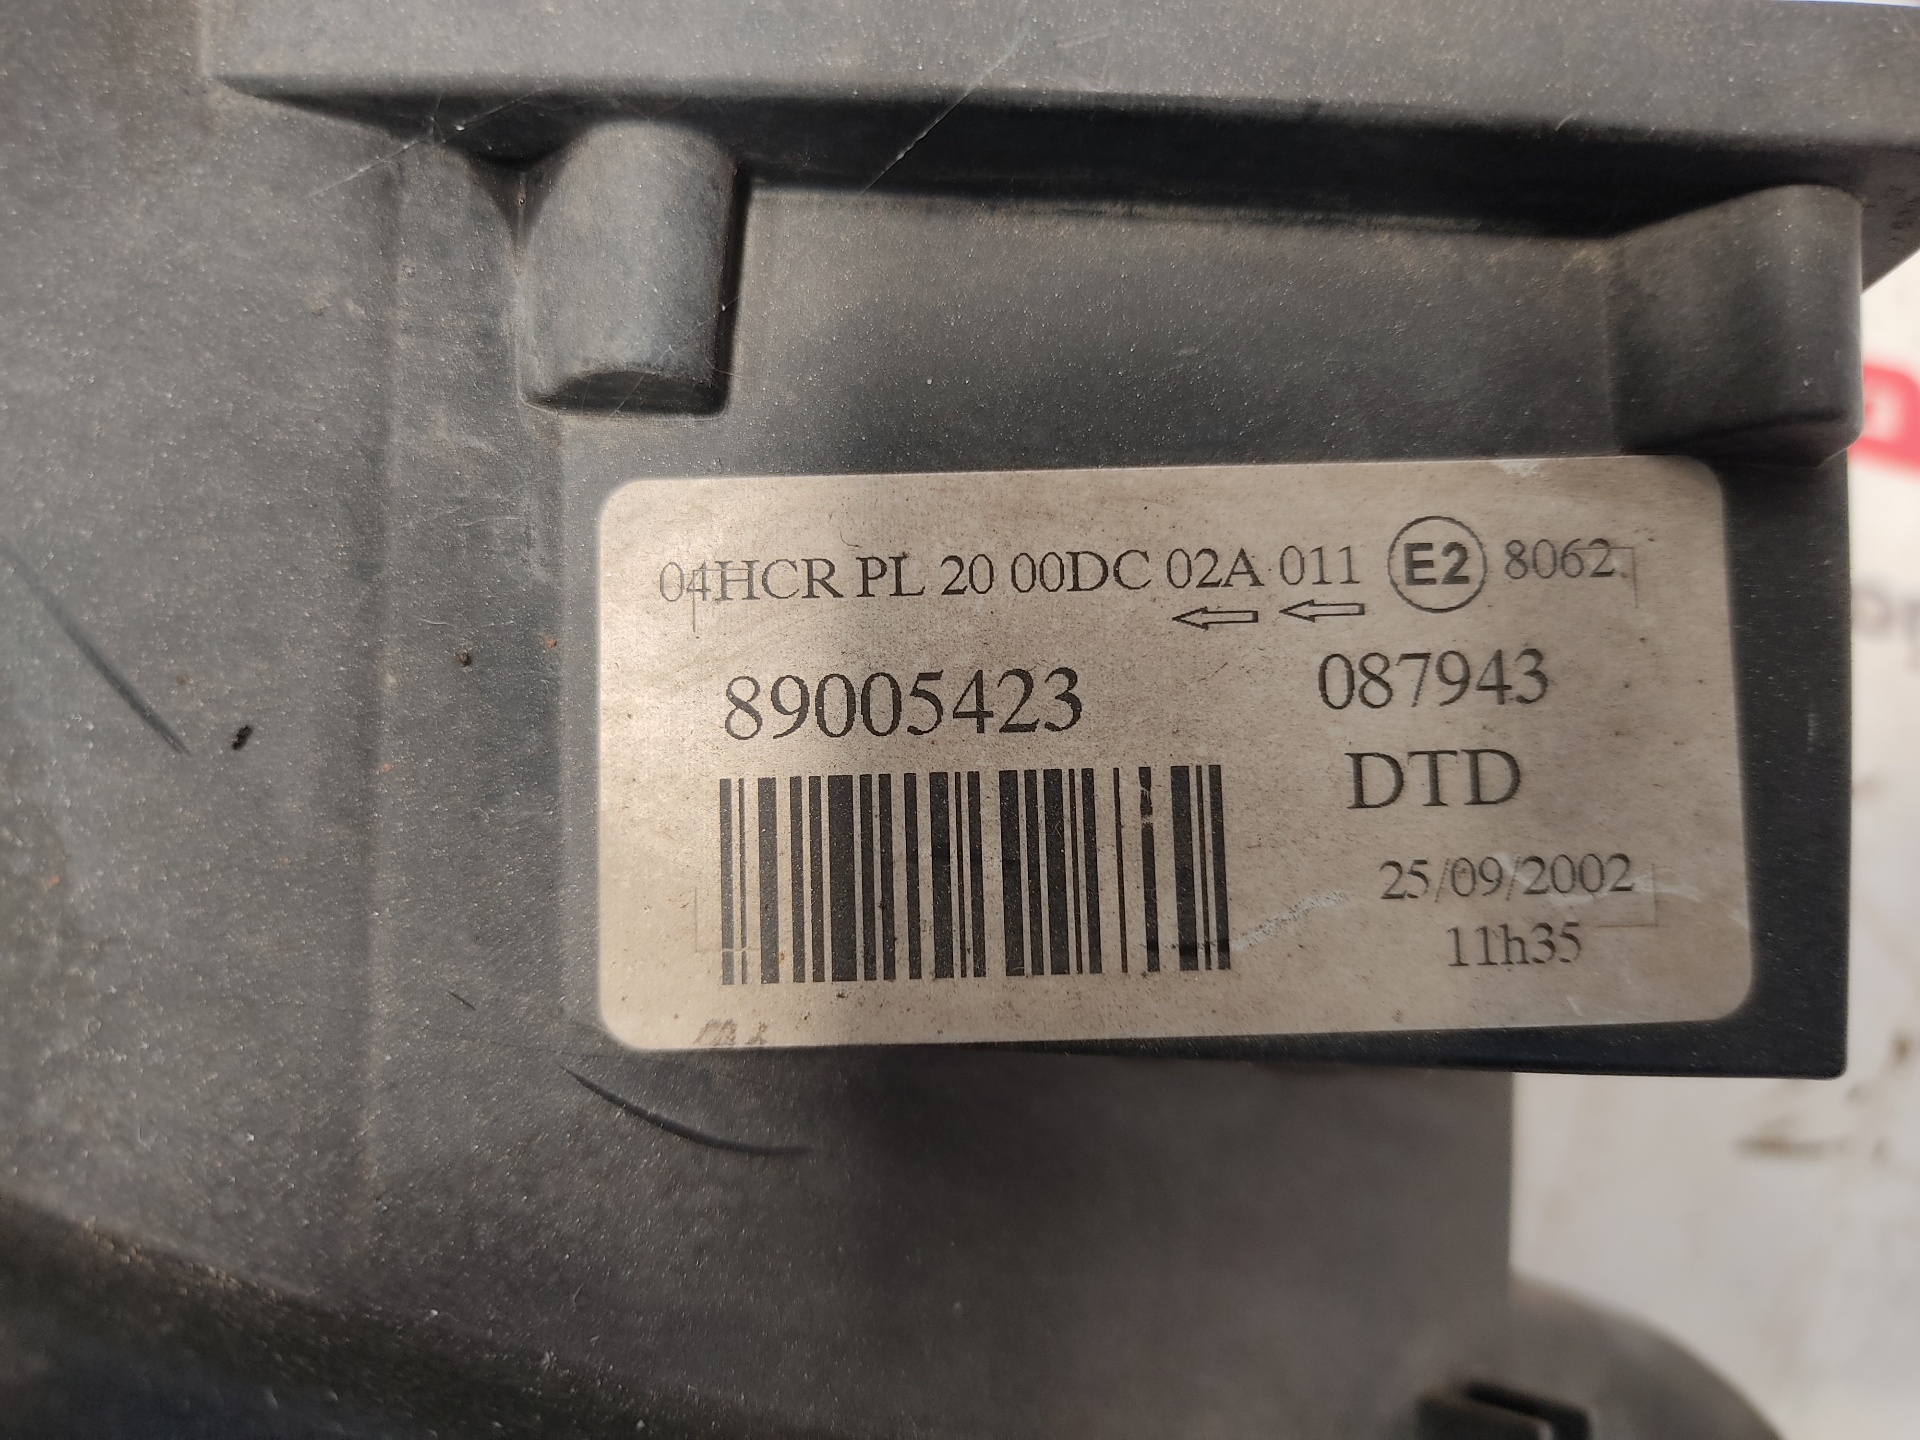 04HCR PL 20 00DC 02A 011 E2 8062
89005423 087943
DTD
25/09/2002
11h35